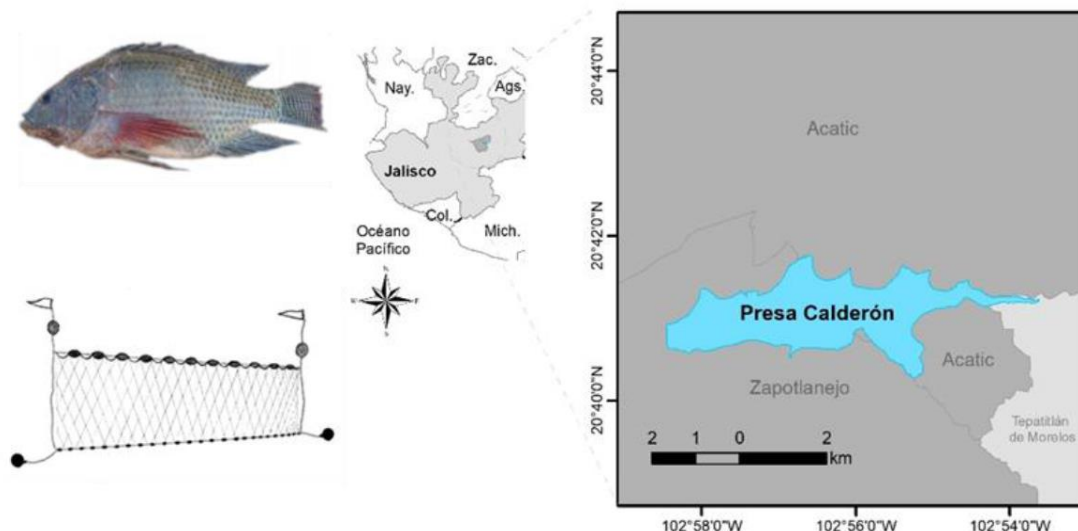 Zac.
Nay.
Ags.
Jalisco
Col.
Mich.
Océano
Pacífico
N
W
S
20°44'0"N
20°42'0"N
20°40'0"N
Acatic
Presa Calderón
Acatic
Zapotlanejo
Tepatitlán
de Morelos
2 1 0 2
km
102°58'0"W 102°56'0"W 102°54'0"W